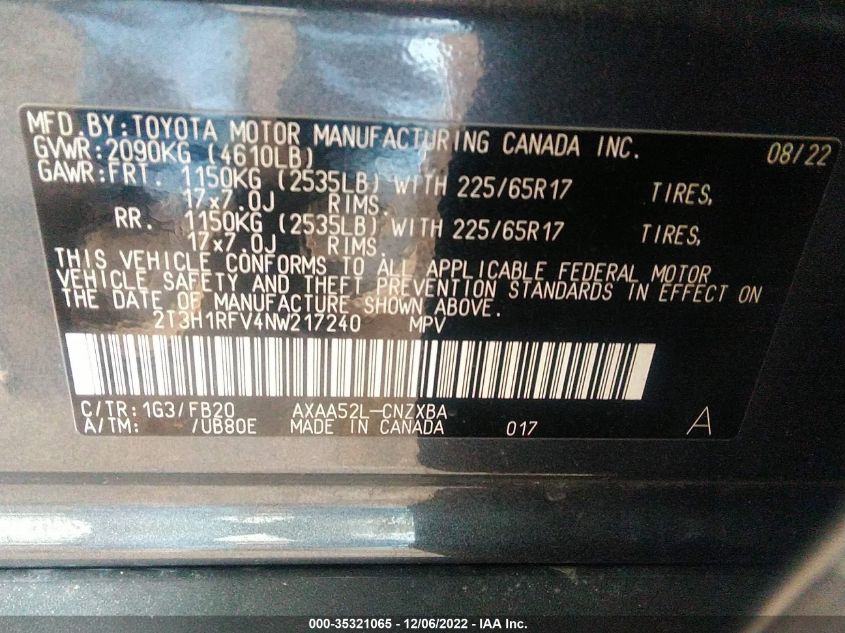 MFD.BY:TOYOTA MOTOR MANUFACTURING CANADA INC. 08/22
GVWR:2090KG (4610LB)
GAWR:FRT. 1150KG (2535LB) WITH 225/65R17 TIRES,
17x7.0J RIMS.
RR. 1150KG (2535LB) WITH 225/65R17 TIRES,
17x7.0J RIMS.
THIS VEHICLE CONFORMS TO ALL APPLICABLE FEDERAL MOTOR
VEHICLE SAFETY AND THEFT PREVENTION STANDARDS IN EFFECT ON
THE DATE OF MANUFACTURE SHOWN ABOVE.
2T3H1RFV4NW217240 MPV
C/TR:1G3/FB20 AXAA52L-CNZXBA
A/TM: /UB80E MADE IN CANADA 017 A
000-35321065 - 12/06/2022 - IAA Inc.